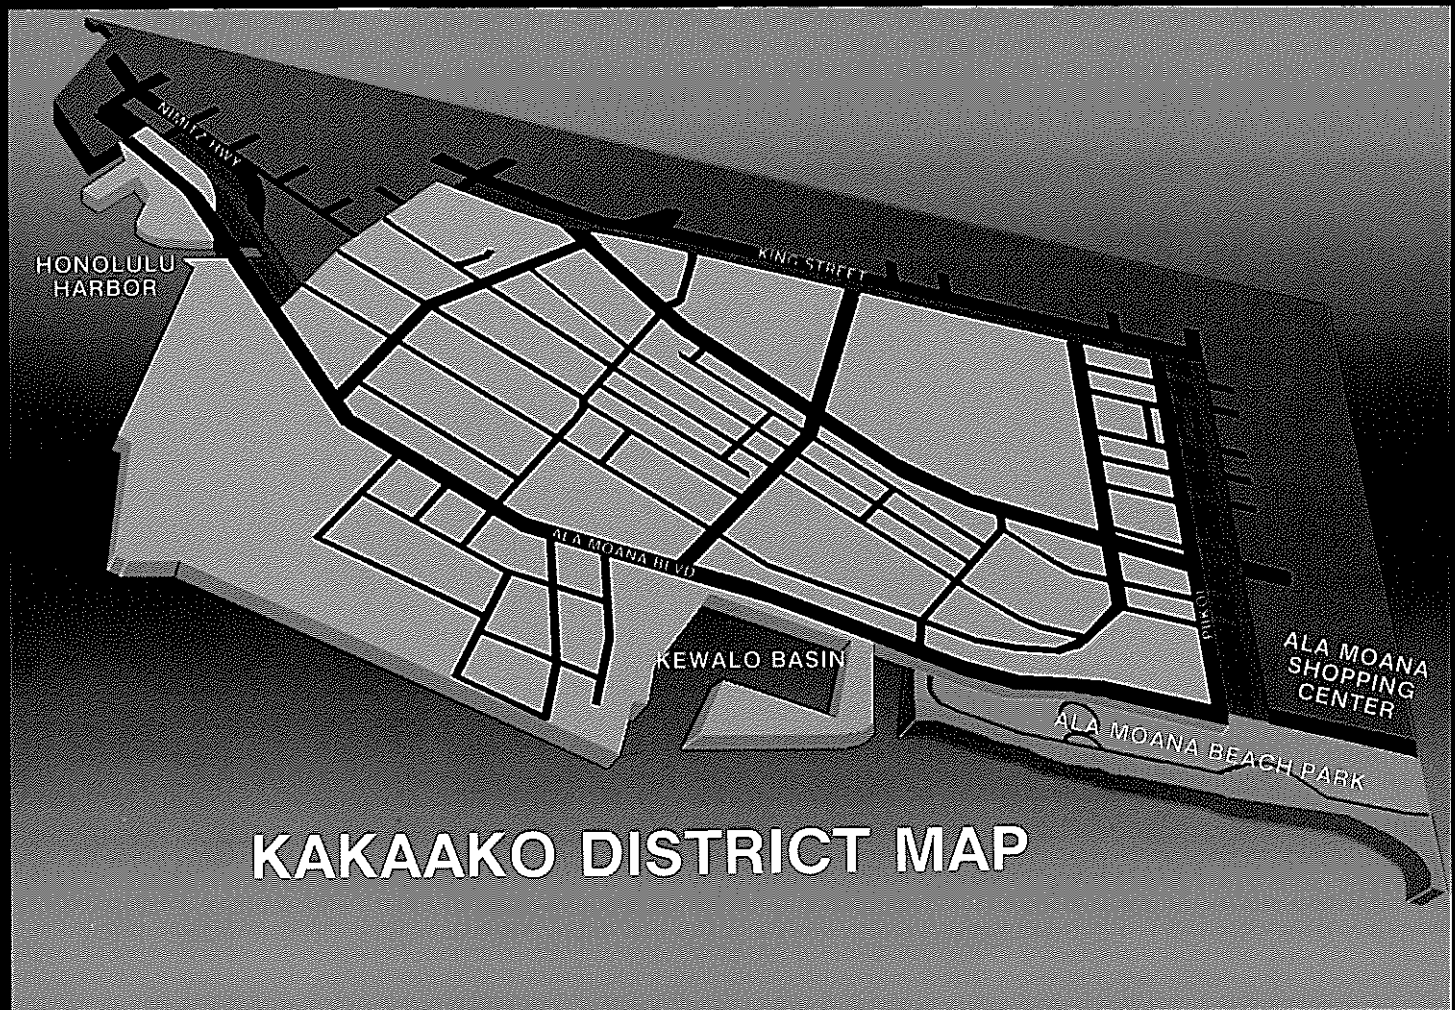 NIMITZ HWY
HONOLULU
HARBOR
KING STREET
ALA MOANA BLVD
PIIKOI
KEWALO BASIN
ALA MOANA
SHOPPING
CENTER
ALA MOANA BEACH PARK
KAKAAKO DISTRICT MAP